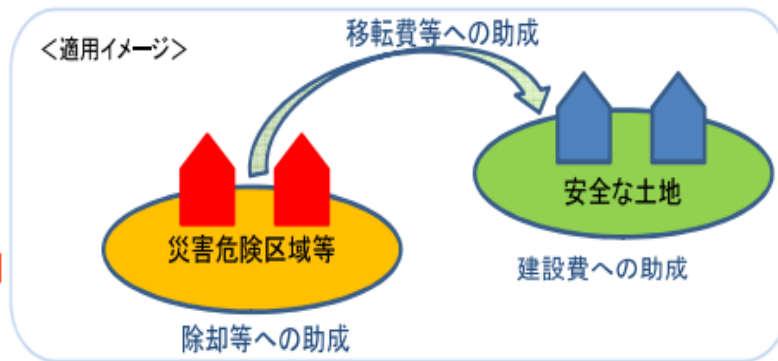 <適用イメージ>
移転費等への助成
安全な土地
災害危険区域等
建設費への助成
除却等への助成